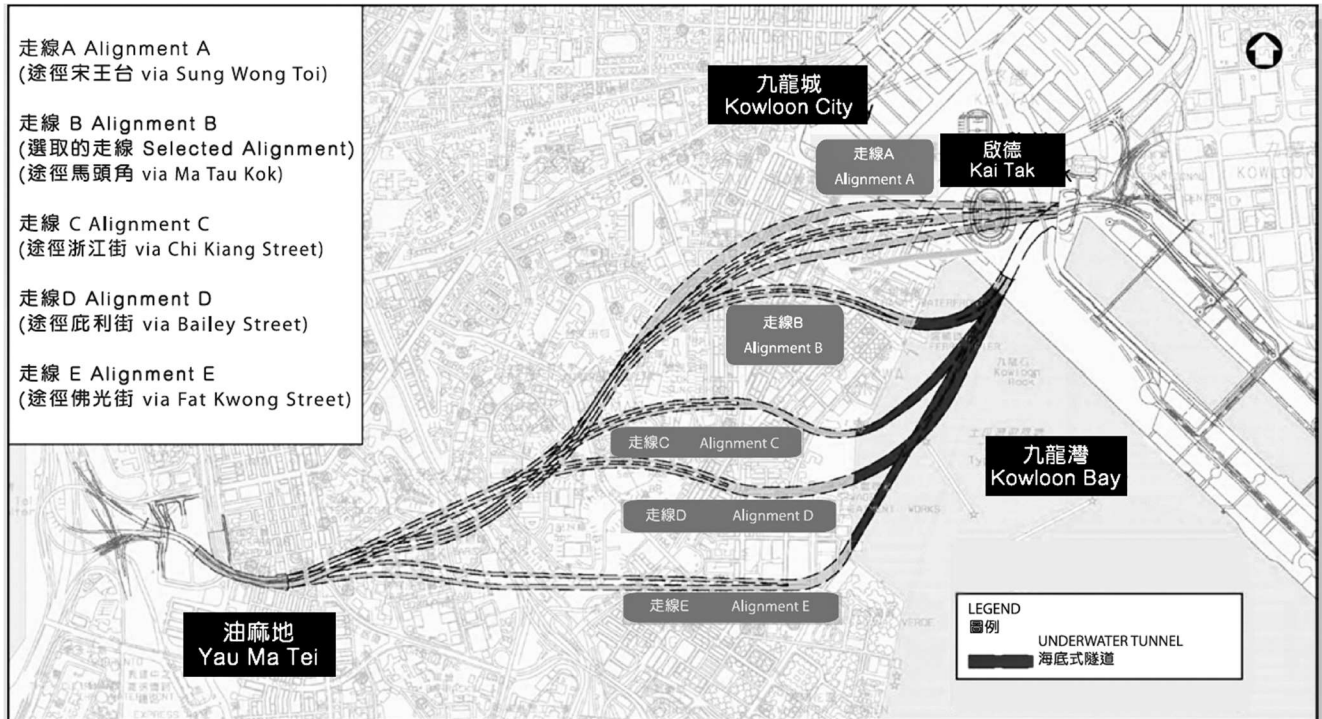 走線A Alignment A
(途徑宋王台 via Sung Wong Toi)
走線 B Alignment B
(選取的走線 Selected Alignment)
(途徑馬頭角 via Ma Tau Kok)
走線 C Alignment C
(途徑浙江街 via Chi Kiang Street)
走線D Alignment D
(途徑庇利街 via Bailey Street)
走線 E Alignment E
(途徑佛光街 via Fat Kwong Street)
九龍城
Kowloon City
走線A
Alignment A
啟德
Kai Tak
KOWLOON
走線B
Alignment B
走線C Alignment C
九龍灣
Kowloon Bay
走線D Alignment D
走線E Alignment E
油麻地
Yau Ma Tei
LEGEND
圖例
UNDERWATER TUNNEL
海底式隧道